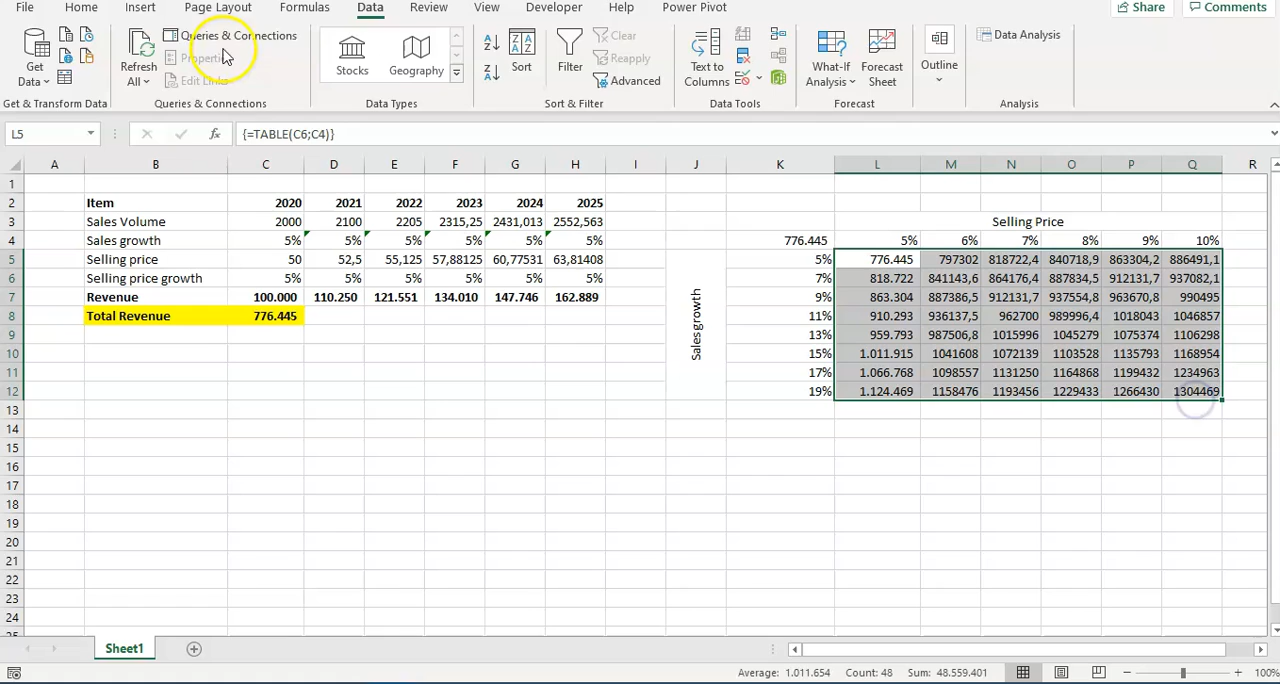 File Home Insert Page Layout Formulas Data Review View Developer Help Power Pivot Share Comments
Get Data Refresh All Queries & Connections Properti Edit Links Stocks Geography Sort Filter Clear Reapply Advanced Text to Columns What-If Analysis Forecast Sheet Outline Data Analysis
Get & Transform Data Queries & Connections Data Types Sort & Filter Data Tools Forecast Analysis
L5 fx {=TABLE(C6;C4)}
A B C D E F G H I J K L M N O P Q R
1
2 Item 2020 2021 2022 2023 2024 2025
3 Sales Volume 2000 2100 2205 2315,25 2431,013 2552,563 Selling Price
4 Sales growth 5% 5% 5% 5% 5% 5% 776.445 5% 6% 7% 8% 9% 10%
5 Selling price 50 52,5 55,125 57,88125 60,77531 63,81408 5% 776.445 797302 818722,4 840718,9 863304,2 886491,1
6 Selling price growth 5% 5% 5% 5% 5% 5% 7% 818.722 841143,6 864176,4 887834,5 912131,7 937082,1
7 Revenue 100.000 110.250 121.551 134.010 147.746 162.889 9% 863.304 887386,5 912131,7 937554,8 963670,8 990495
8 Total Revenue 776.445 11% 910.293 936137,5 962700 989996,4 1018043 1046857
Sales growth
9 13% 959.793 987506,8 1015996 1045279 1075374 1106298
10 15% 1.011.915 1041608 1072139 1103528 1135793 1168954
11 17% 1.066.768 1098557 1131250 1164868 1199432 1234963
12 19% 1.124.469 1158476 1193456 1229433 1266430 1304469
13
14
15
16
17
18
19
20
21
22
23
24
Sheet1
Average: 1.011.654 Count: 48 Sum: 48.559.401 100%